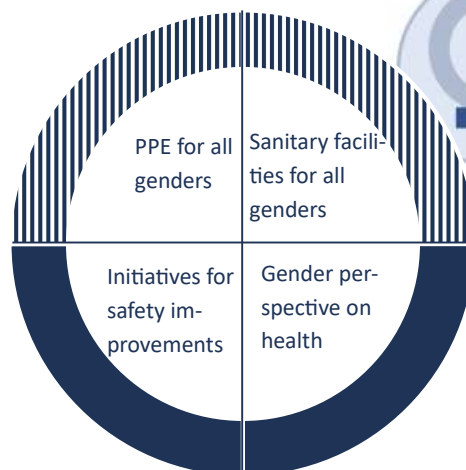 PPE for all
genders
Sanitary facili-
ties for all
genders
Initiatives for
safety im-
provements
Gender per-
spective on
health